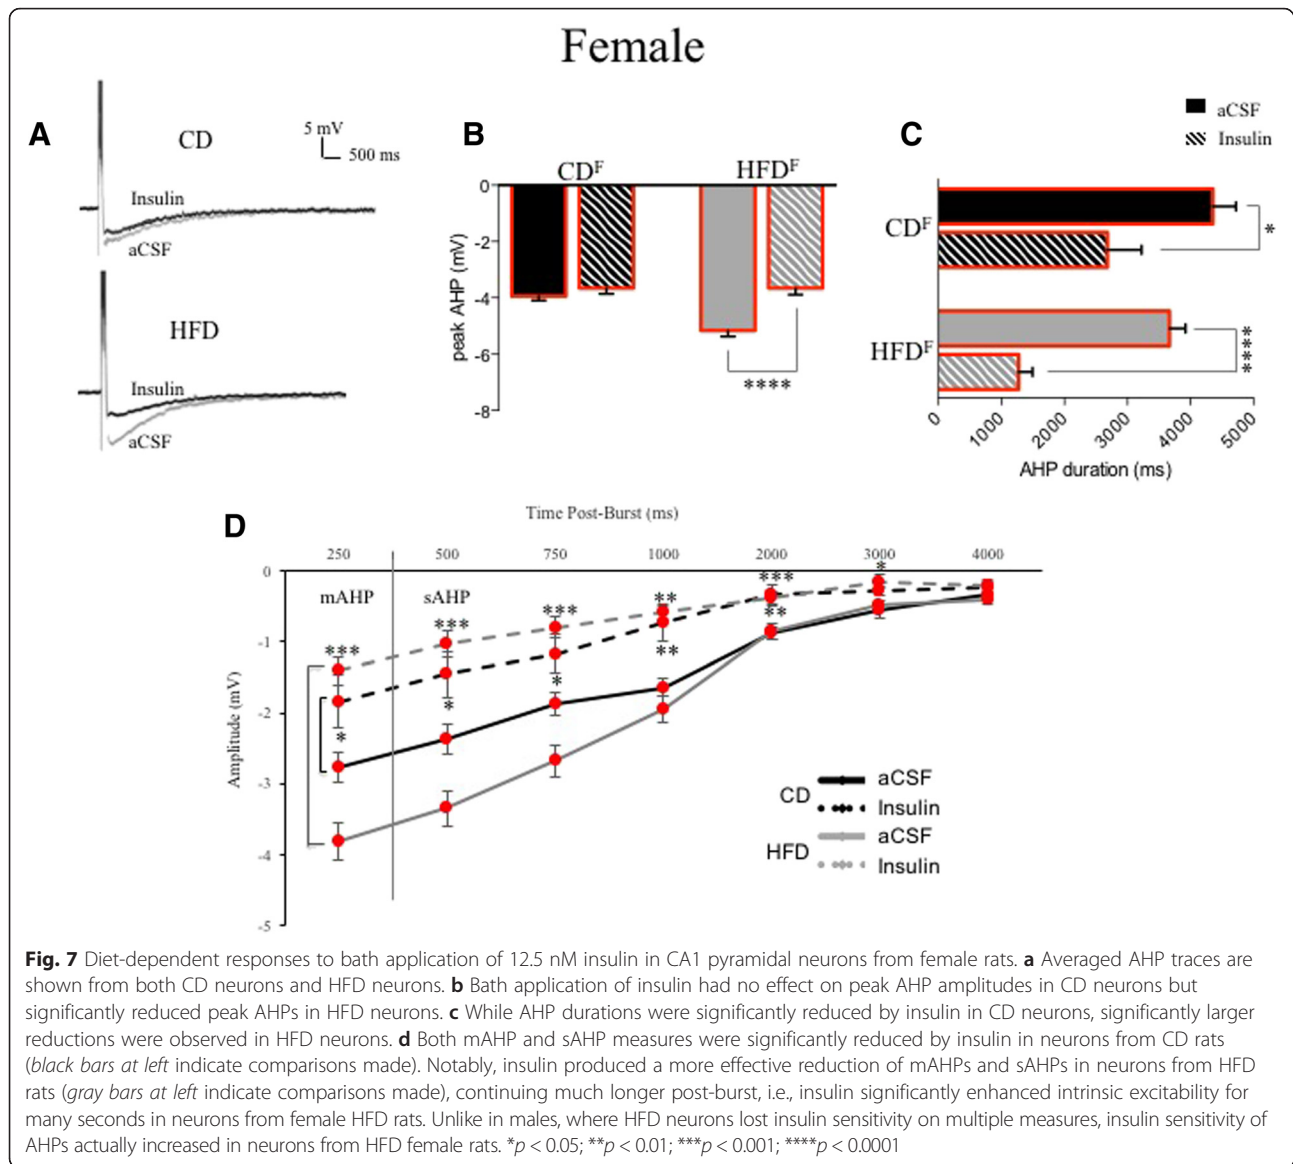 Female
A
CD
5 mV
500 ms
Insulin
aCSF
HFD
Insulin
aCSF
B
CDF
HFDF
0
-2
-4
-6
-8
peak AHP (mV)
****
C
aCSF
Insulin
CDF
*
HFDF
****
0
1000
2000
3000
4000
5000
AHP duration (ms)
D
Time Post-Burst (ms)
250
500
750
1000
2000
3000
4000
0
-1
-2
-3
-4
-5
Amplitude (mV)
mAHP
sAHP
***
***
***
**
***
*
*
*
*
**
**
CD
aCSF
Insulin
HFD
aCSF
Insulin
Fig. 7 Diet-dependent responses to bath application of 12.5 nM insulin in CA1 pyramidal neurons from female rats. a Averaged AHP traces are
shown from both CD neurons and HFD neurons. b Bath application of insulin had no effect on peak AHP amplitudes in CD neurons but
significantly reduced peak AHPs in HFD neurons. c While AHP durations were significantly reduced by insulin in CD neurons, significantly larger
reductions were observed in HFD neurons. d Both mAHP and sAHP measures were significantly reduced by insulin in neurons from CD rats
(black bars at left indicate comparisons made). Notably, insulin produced a more effective reduction of mAHPs and sAHPs in neurons from HFD
rats (gray bars at left indicate comparisons made), continuing much longer post-burst, i.e., insulin significantly enhanced intrinsic excitability for
many seconds in neurons from female HFD rats. Unlike in males, where HFD neurons lost insulin sensitivity on multiple measures, insulin sensitivity of
AHPs actually increased in neurons from HFD female rats. *p < 0.05; **p < 0.01; ***p < 0.001; ****p < 0.0001